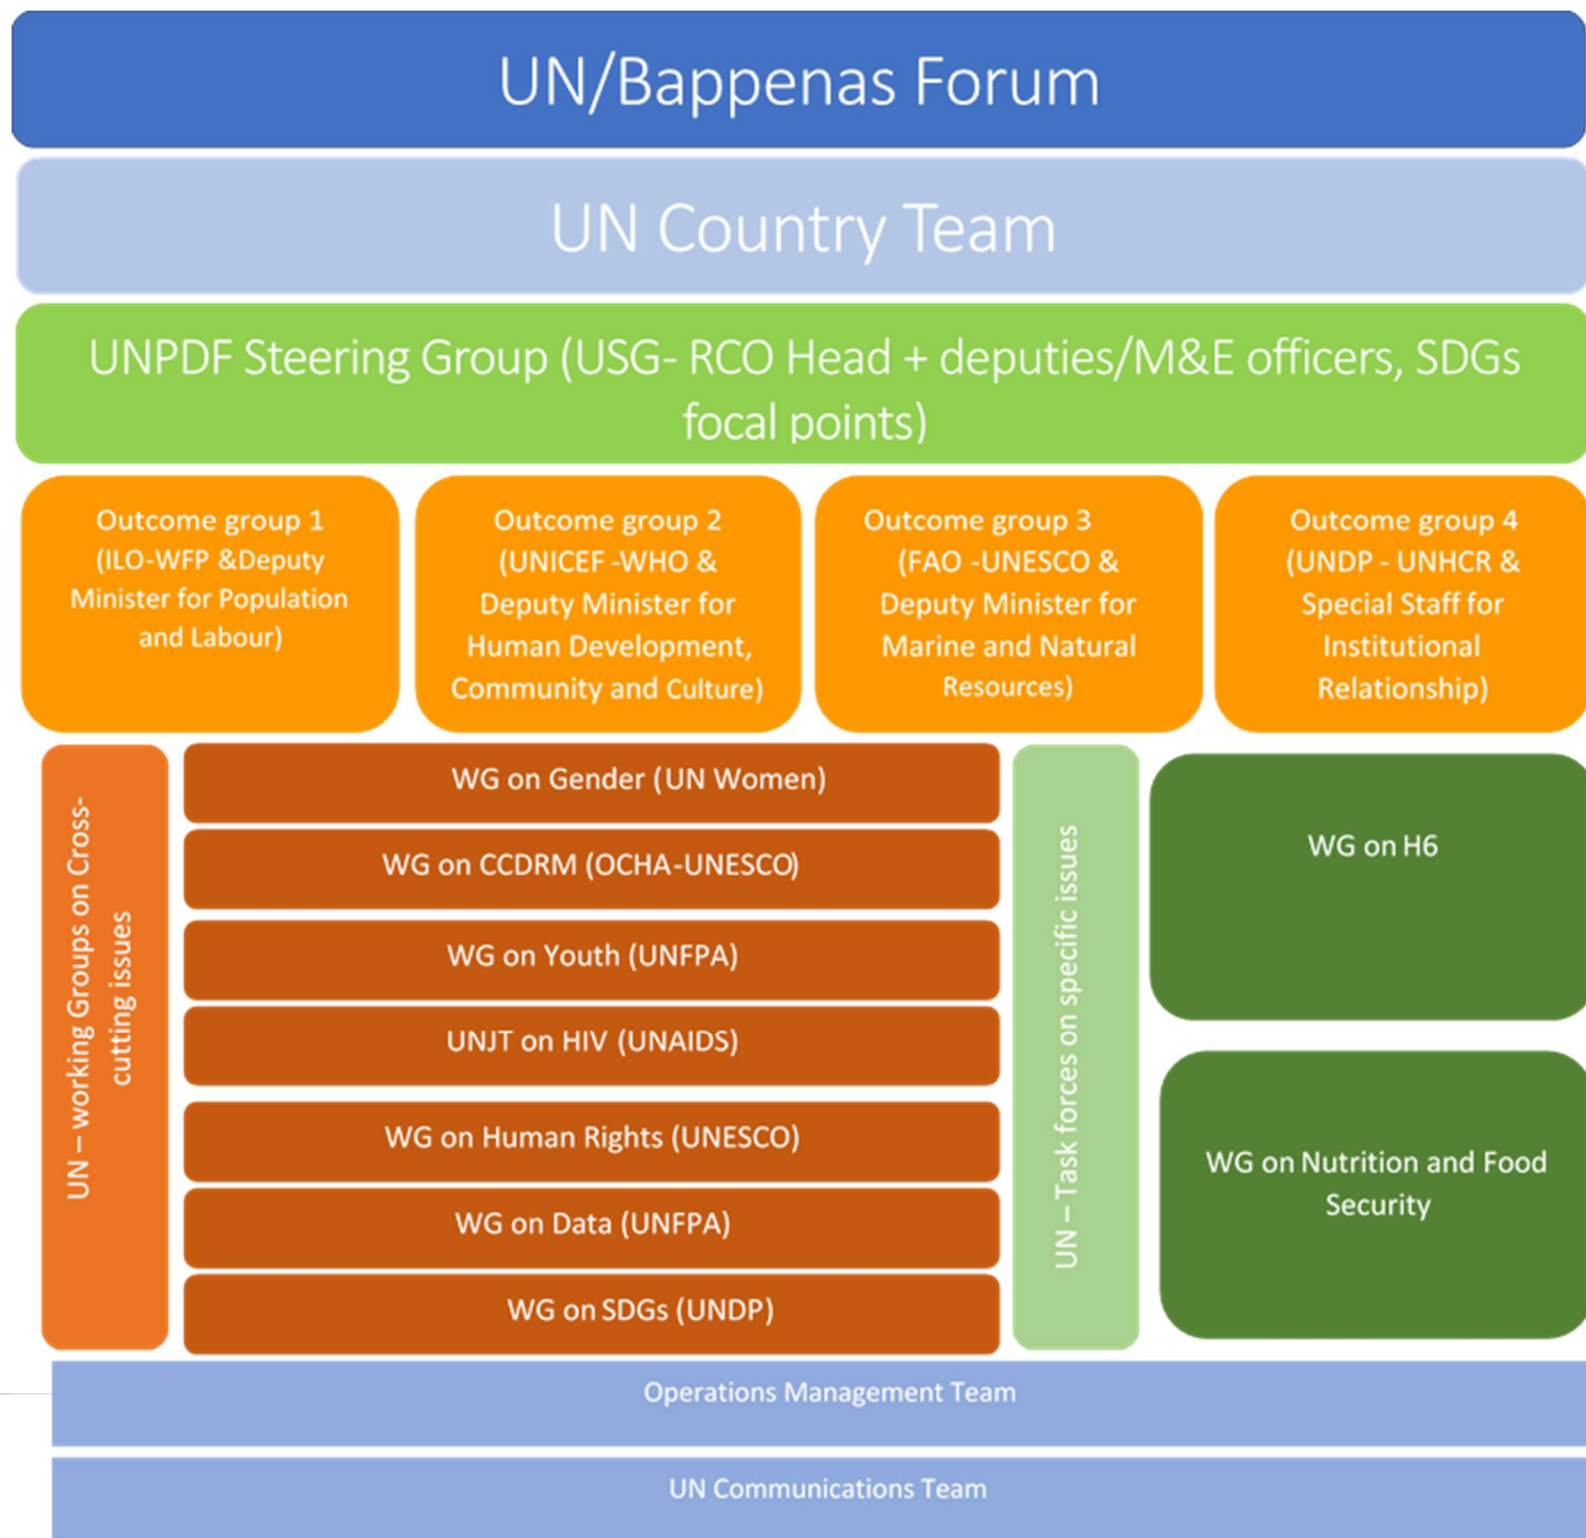 UN/Bappenas Forum
UN Country Team
UNPDF Steering Group (USG- RCO Head + deputies/M&E officers, SDGs
focal points)
Outcome group 1
(ILO-WFP &Deputy
Minister for Population
and Labour)
Outcome group 2
(UNICEF -WHO &
Deputy Minister for
Human Development,
Community and Culture)
Outcome group 3
(FAO -UNESCO &
Deputy Minister for
Marine and Natural
Resources)
Outcome group 4
(UNDP - UNHCR &
Special Staff for
Institutional
Relationship)
UN – working Groups on Cross-
cutting issues
WG on Gender (UN Women)
WG on CCDRM (OCHA-UNESCO)
WG on Youth (UNFPA)
UNJT on HIV (UNAIDS)
WG on Human Rights (UNESCO)
WG on Data (UNFPA)
WG on SDGs (UNDP)
UN – Task forces on specific issues
WG on H6
WG on Nutrition and Food
Security
Operations Management Team
UN Communications Team